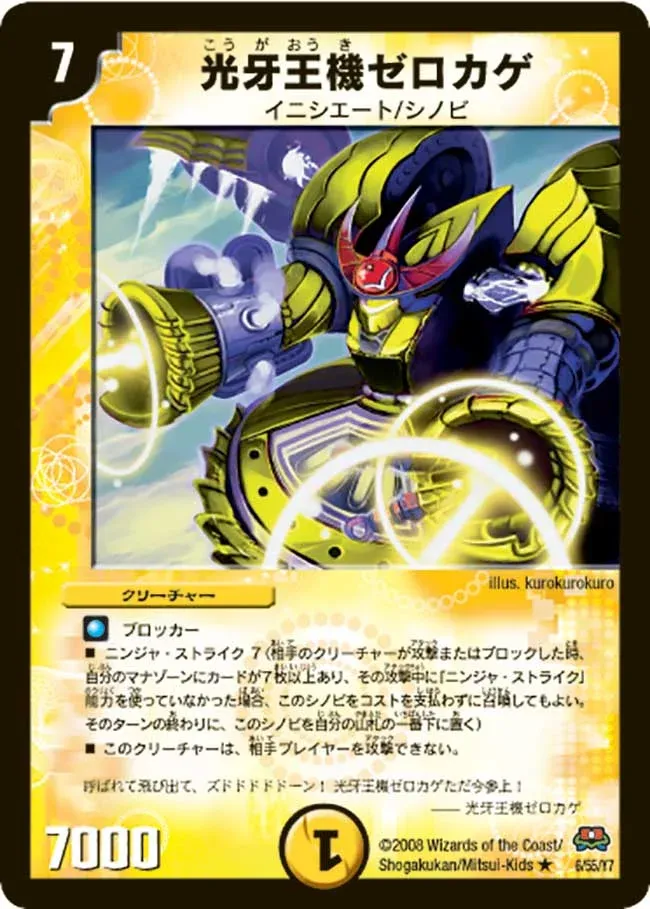 7
こうがおうき
光牙王機ゼロカゲ
イニシエート/シノビ
illus. kurokurokuro
クリーチャー
ブロッカー
■ ニンジャ・ストライク 7 (相手のクリーチャーが攻撃またはブロックした時、
自分のマナゾーンにカードが7枚以上あり、その攻撃中に「ニンジャ・ストライク」
能力を使っていなかった場合、このシノビをコストを支払わずに召喚してもよい。
そのターンの終わりに、このシノビを自分の山札の一番下に置く)
■ このクリーチャーは、相手プレイヤーを攻撃できない。
呼ばれて飛び出て、ズドドドドドーン! 光牙王機ゼロカゲただ今参上!
—— 光牙王機ゼロカゲ
7000
1
©2008 Wizards of the Coast/
Shogakukan/Mitsui-Kids ★ 6/55/Y7